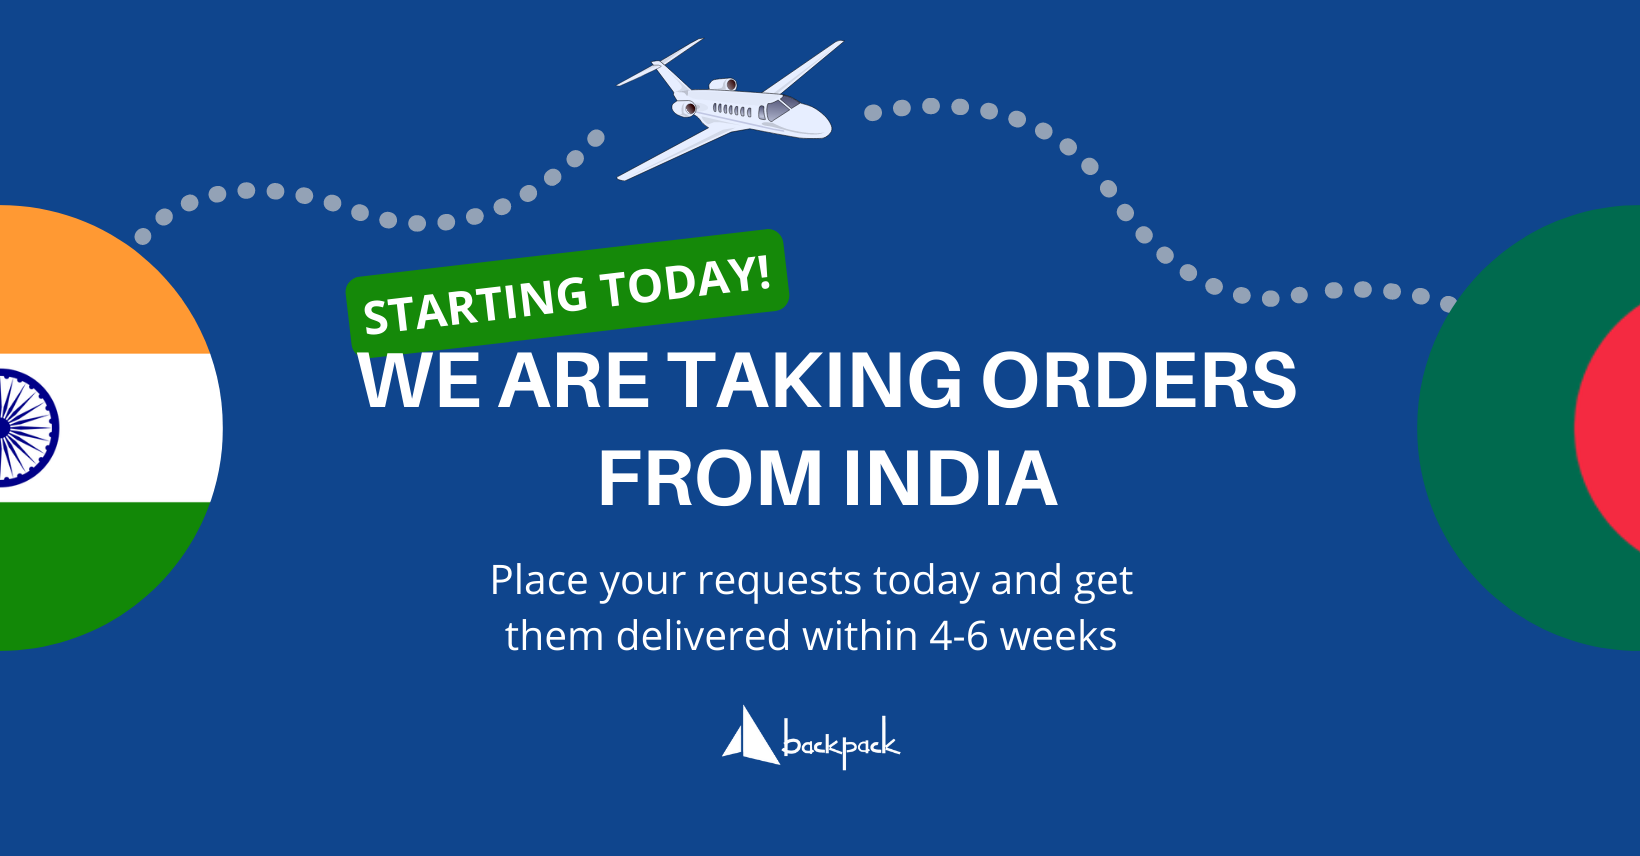 STARTING TODAY!
WE ARE TAKING ORDERS
FROM INDIA
Place your requests today and get
them delivered within 4-6 weeks
backpack